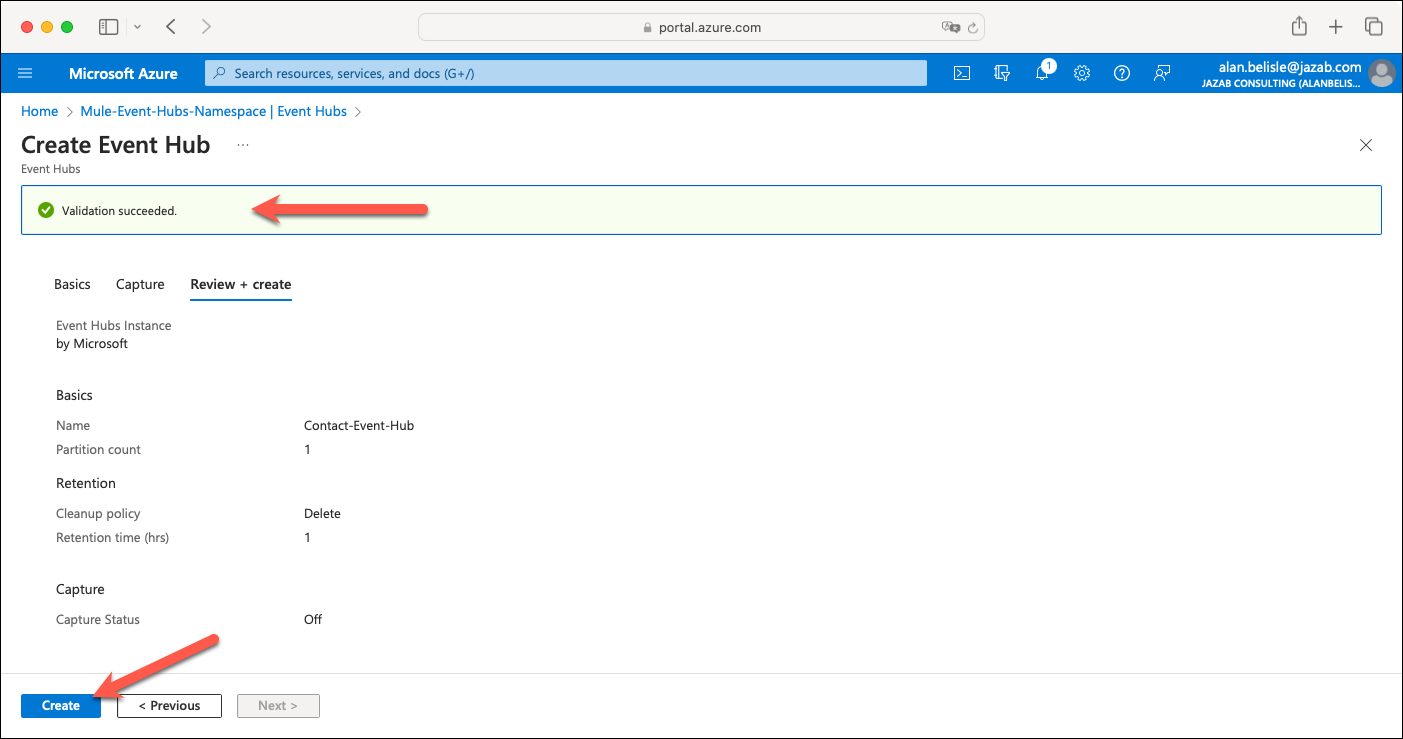 portal.azure.com
Microsoft Azure
Search resources, services, and docs (G+/)
1
alan.belisle@jazab.com
JAZAB CONSULTING (ALANBELIS...
Home > Mule-Event-Hubs-Namespace | Event Hubs >
Create Event Hub ...
Event Hubs
Validation succeeded.
Basics Capture Review + create
Event Hubs Instance
by Microsoft
Basics
Name Contact-Event-Hub
Partition count 1
Retention
Cleanup policy Delete
Retention time (hrs) 1
Capture
Capture Status Off
Create < Previous Next >